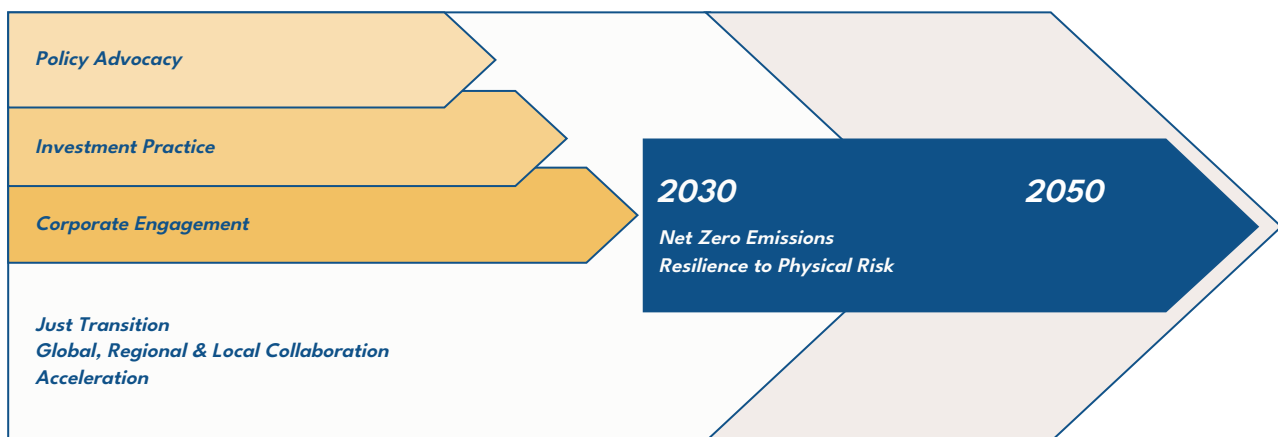 Policy Advocacy
Investment Practice
Corporate Engagement
2030
2050
Net Zero Emissions
Resilience to Physical Risk
Just Transition
Global, Regional & Local Collaboration
Acceleration